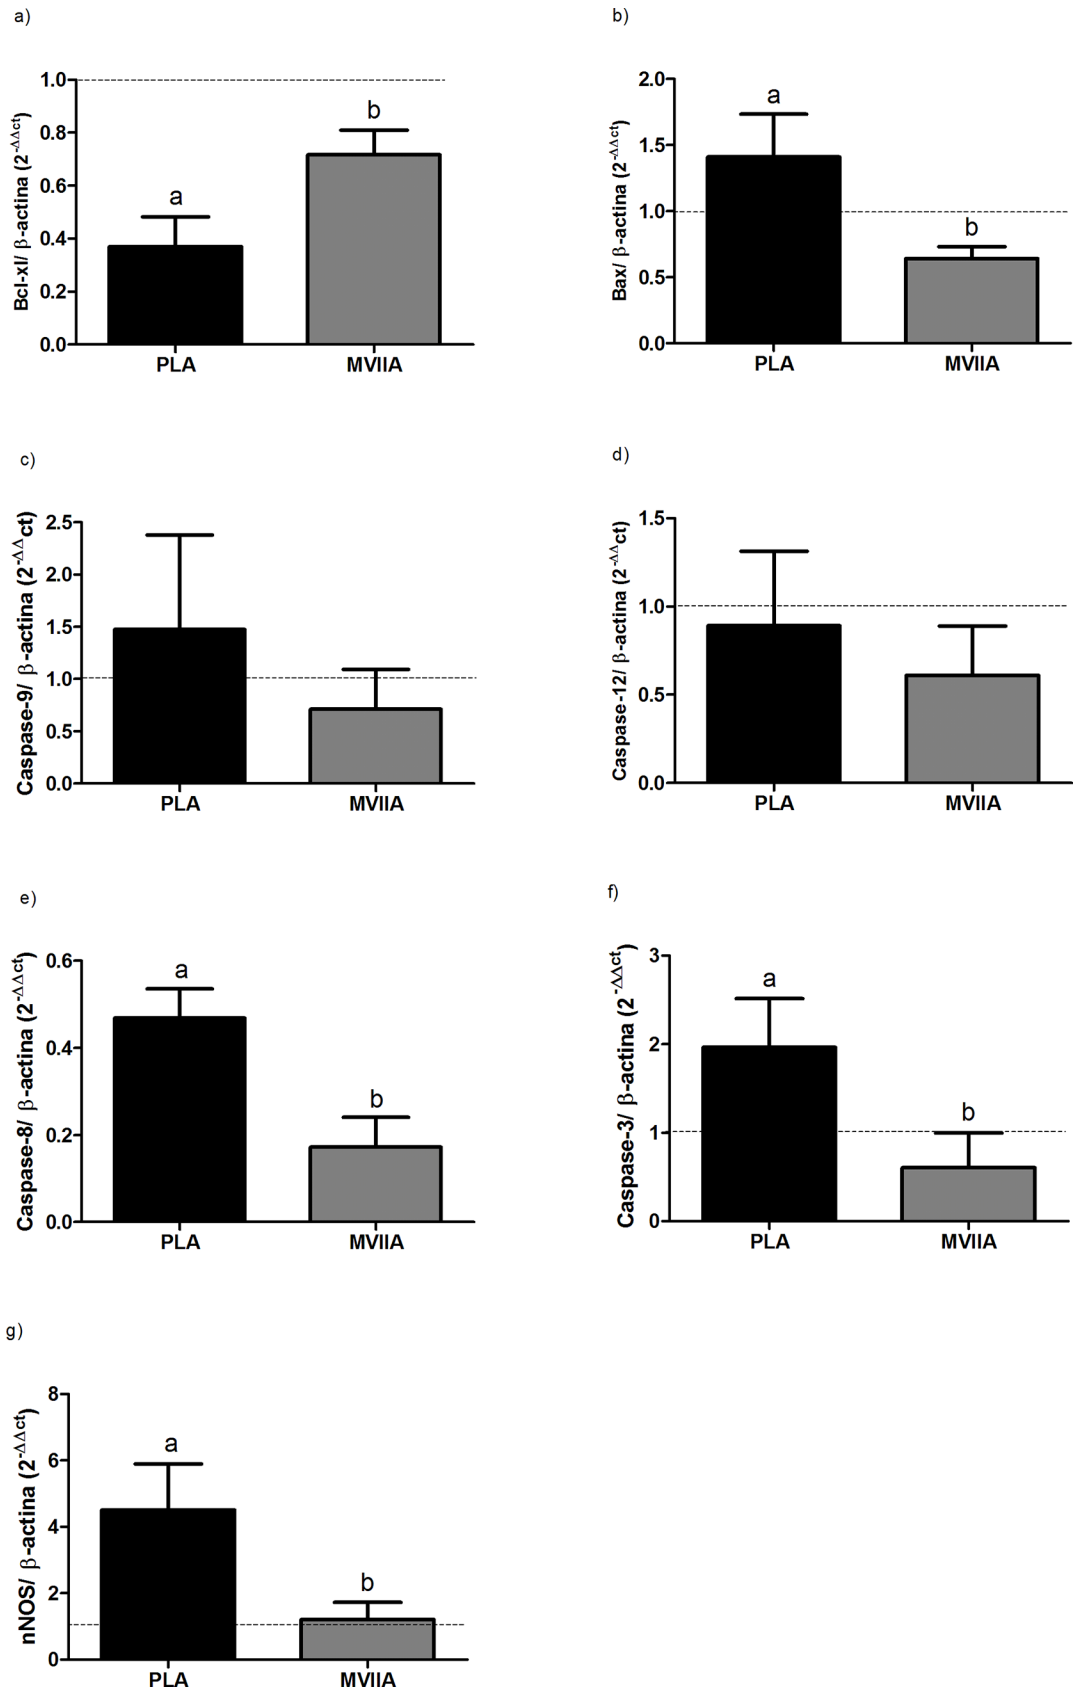 a)
Bcl-xl/ β-actina (2-ΔΔct)
1.0
0.8
0.6
0.4
0.2
0.0
a
b
PLA
MVIIA
b)
Bax/ β-actina (2-ΔΔct)
2.0
1.5
1.0
0.5
0.0
a
b
PLA
MVIIA
c)
Caspase-9/ β-actina (2-ΔΔct)
2.5
2.0
1.5
1.0
0.5
0.0
PLA
MVIIA
d)
Caspase-12/ β-actina (2-ΔΔct)
1.5
1.0
0.5
0.0
PLA
MVIIA
e)
Caspase-8/ β-actina (2-ΔΔct)
0.6
0.4
0.2
0.0
a
b
PLA
MVIIA
f)
Caspase-3/ β-actina (2-ΔΔct)
3
2
1
0
a
b
PLA
MVIIA
g)
nNOS/ β-actina (2-ΔΔct)
8
6
4
2
0
a
b
PLA
MVIIA